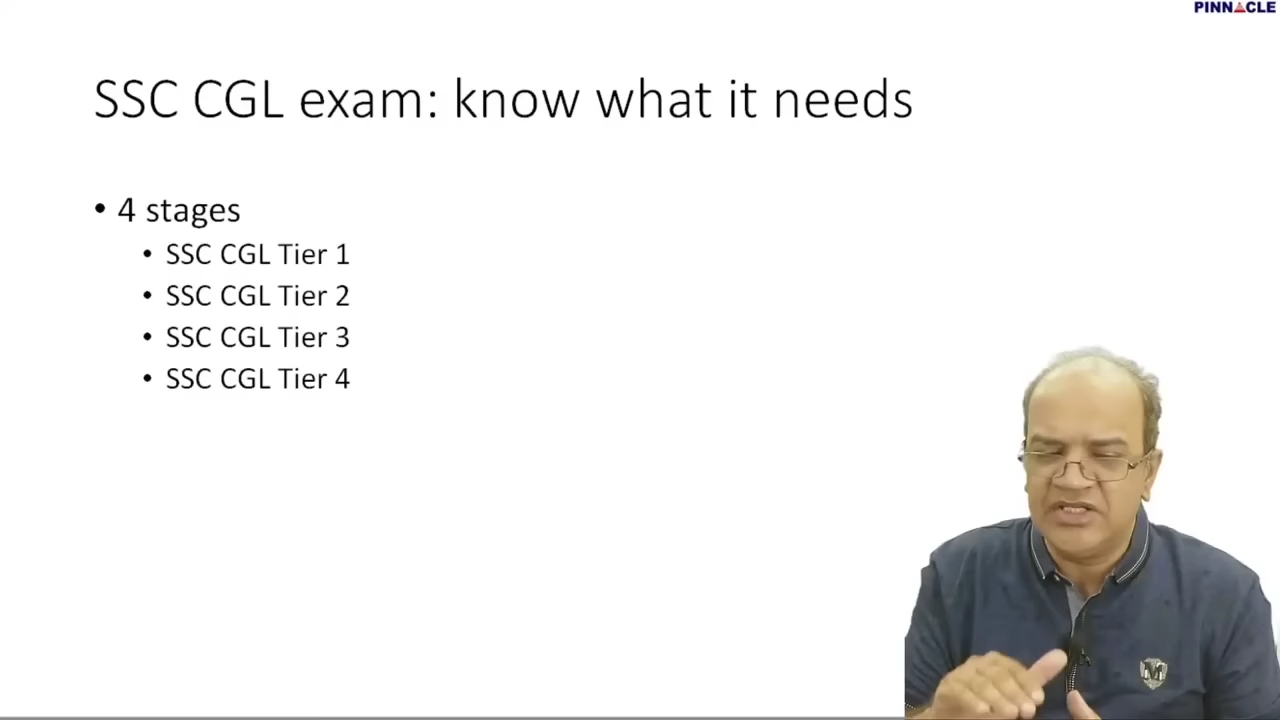 PINNACLE
SSC CGL exam: know what it needs
• 4 stages
• SSC CGL Tier 1
• SSC CGL Tier 2
• SSC CGL Tier 3
• SSC CGL Tier 4
M